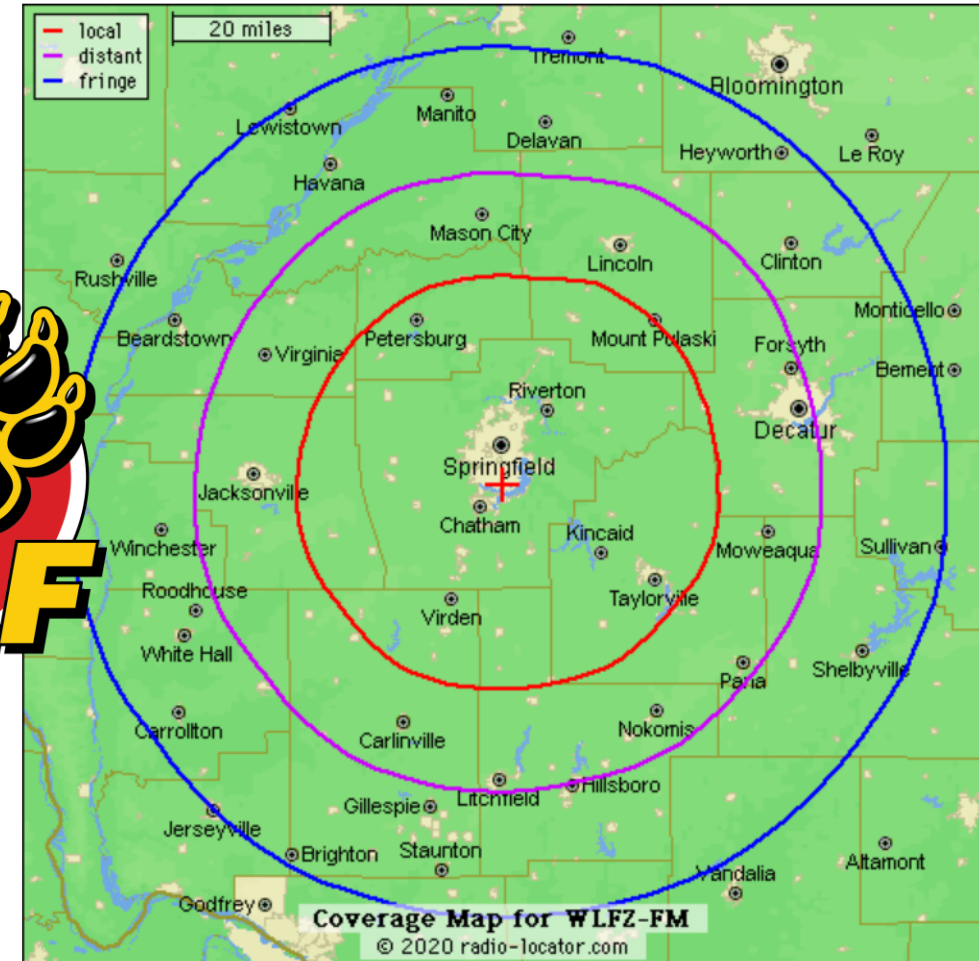 local
20 miles
distant
fringe
Tremont
Bloomington
Manito
Lewistown
Delavan
Heyworth
Le Roy
Havana
Mason City
Lincoln
Clinton
Rushville
Monticello
Beardstown
Petersburg
Mount Pulaski
Forsyth
Virginia
Bement
Riverton
Decatur
Springfield
Jacksonville
Chatham
Kincaid
Winchester
Moweaqua
Sullivan
Roodhouse
Taylorville
Virden
White Hall
Shelbyville
Pana
Carrollton
Carlinville
Nokomis
Litchfield
Hillsboro
Gillespie
Jerseyville
Brighton
Staunton
Altamont
Vandalia
Godfrey
Coverage Map for WLFZ-FM
© 2020 radio-locator.com
F